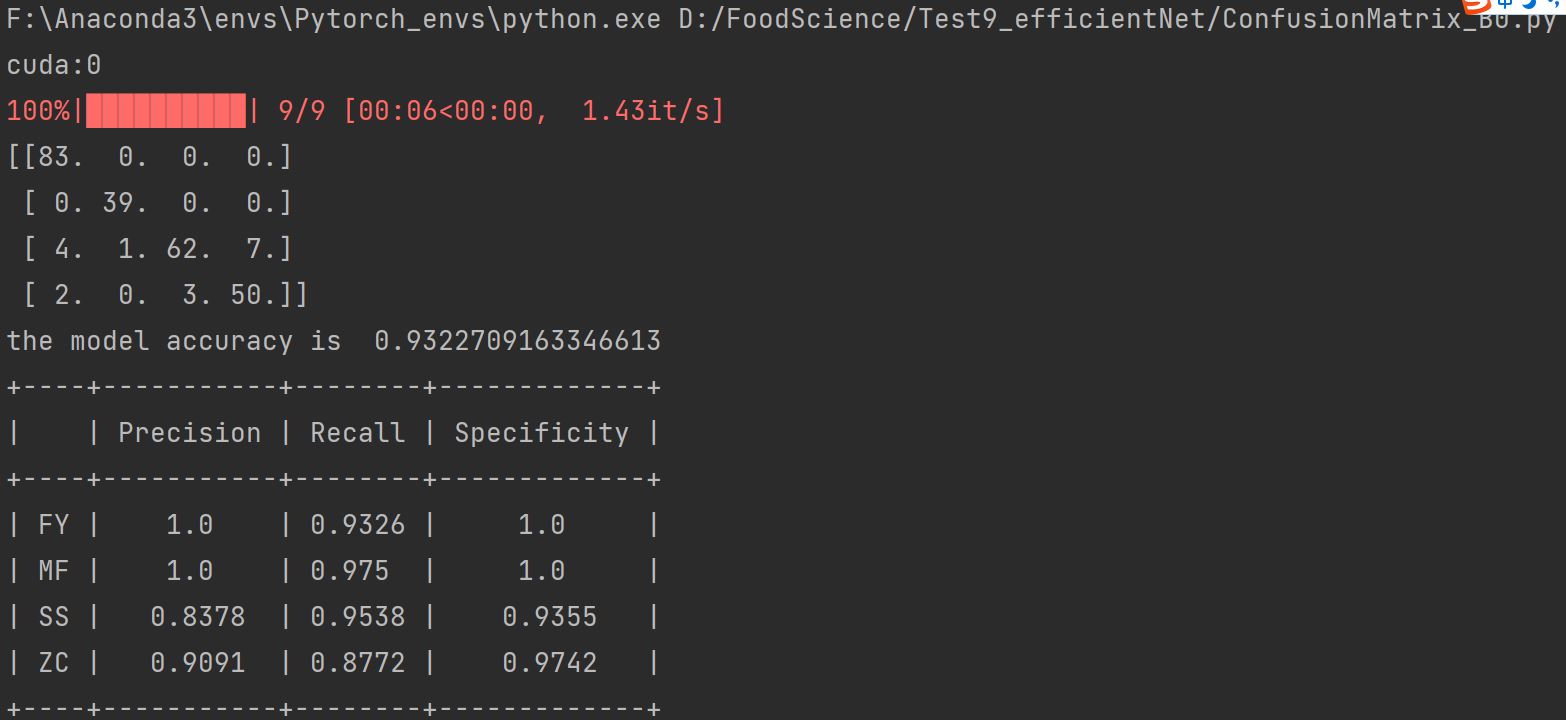 F:\Anaconda3\envs\Pytorch_envs\python.exe D:/FoodScience/Test9_efficientNet/ConfusionMatrix_B0.py
cuda:0
100%|██████████| 9/9 [00:06<00:00,  1.43it/s]
[[83.  0.  0.  0.]
 [ 0. 39.  0.  0.]
 [ 4.  1. 62.  7.]
 [ 2.  0.  3. 50.]]
the model accuracy is  0.9322709163346613
+----+-----------+--------+-------------+
|    | Precision | Recall | Specificity |
+----+-----------+--------+-------------+
| FY |    1.0    | 0.9326 |     1.0     |
| MF |    1.0    | 0.975  |     1.0     |
| SS |   0.8378  | 0.9538 |    0.9355   |
| ZC |   0.9091  | 0.8772 |    0.9742   |
+----+-----------+--------+-------------+